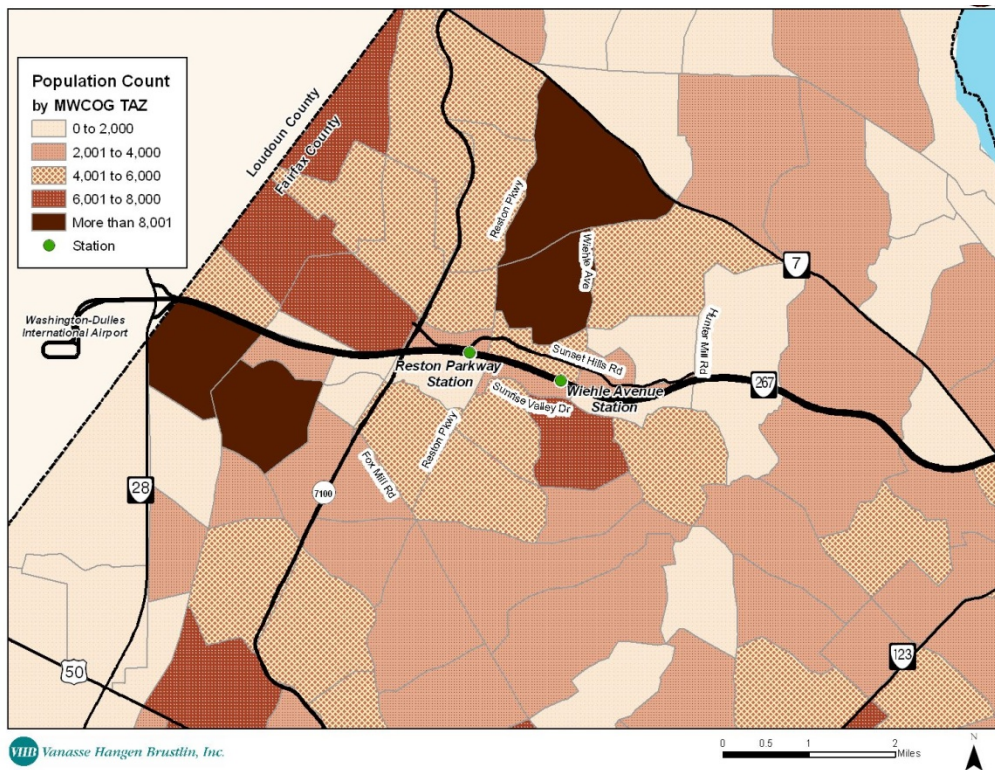 Population Count
by MWCOG TAZ
0 to 2,000
2,001 to 4,000
4,001 to 6,000
6,001 to 8,000
More than 8,001
Station
Loudoun County
Fairfax County
Reston Pkwy
Wiehle Ave
7
Washington-Dulles
International Airport
Hunter Mill Rd
Sunset Hills Rd
Reston Parkway
Station
Wiehle Avenue
Station
267
Sunrise Valley Dr
Reston Pkwy
Fox Mill Rd
28
7100
50
123
VHB Vanasse Hangen Brustlin, Inc.
0 0.5 1 2
Miles
N